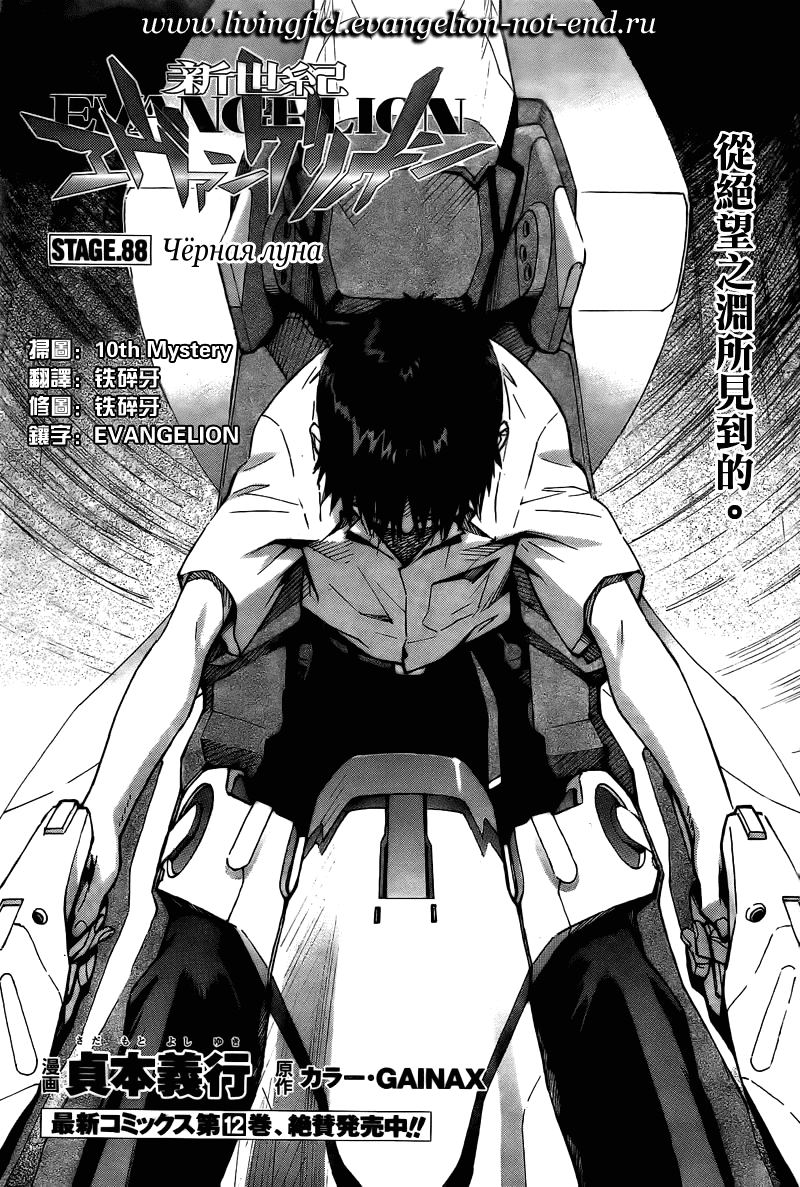 www.livingflcl.evangelion-not-end.ru
新世紀
EVANGELION
エヴァンゲリオン
STAGE.88 Чёрная луна
從絕望之淵所見到的。
掃圖：10th Mystery
翻譯：铁碎牙
修圖：铁碎牙
鑲字：EVANGELION
さだ もと よし ゆき
漫画 貞本義行 原作 カラー・GAINAX
最新コミックス第12巻、絶賛発売中!!